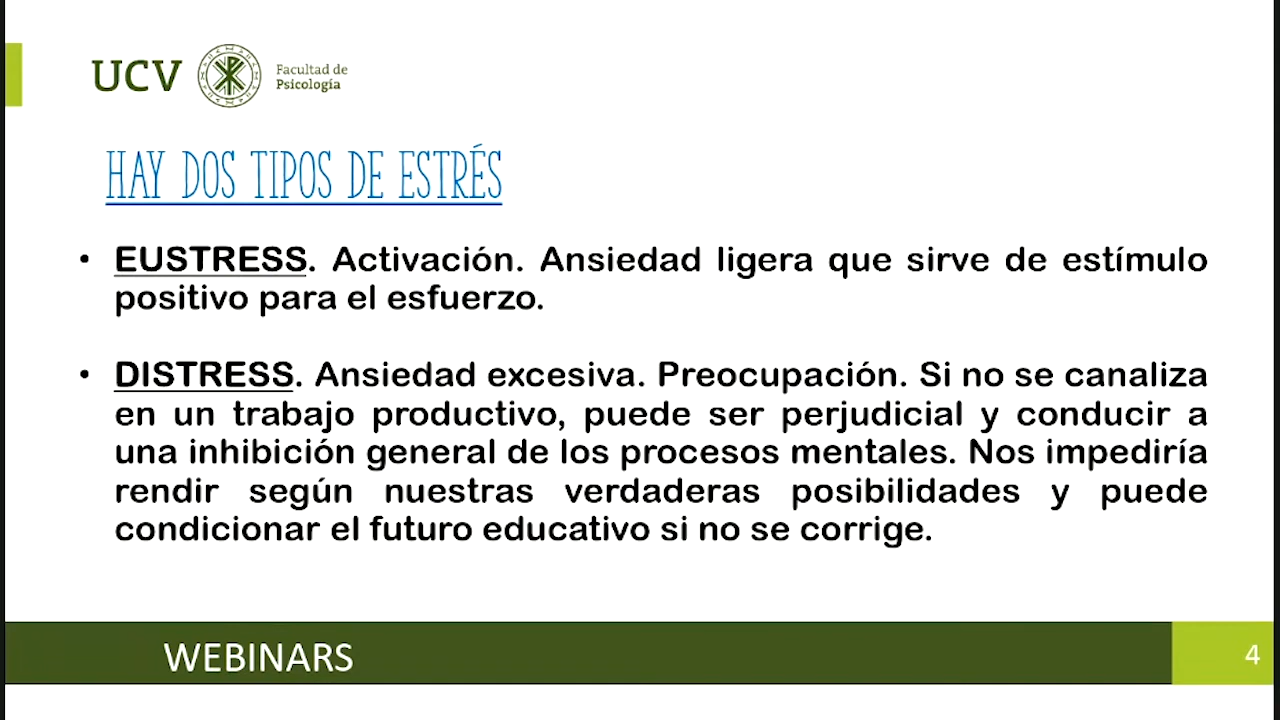 UCV
Facultad de
Psicología
HAY DOS TIPOS DE ESTRÉS
• EUSTRESS. Activación. Ansiedad ligera que sirve de estímulo
positivo para el esfuerzo.
• DISTRESS. Ansiedad excesiva. Preocupación. Si no se canaliza
en un trabajo productivo, puede ser perjudicial y conducir a
una inhibición general de los procesos mentales. Nos impediría
rendir según nuestras verdaderas posibilidades y puede
condicionar el futuro educativo si no se corrige.
WEBINARS
4